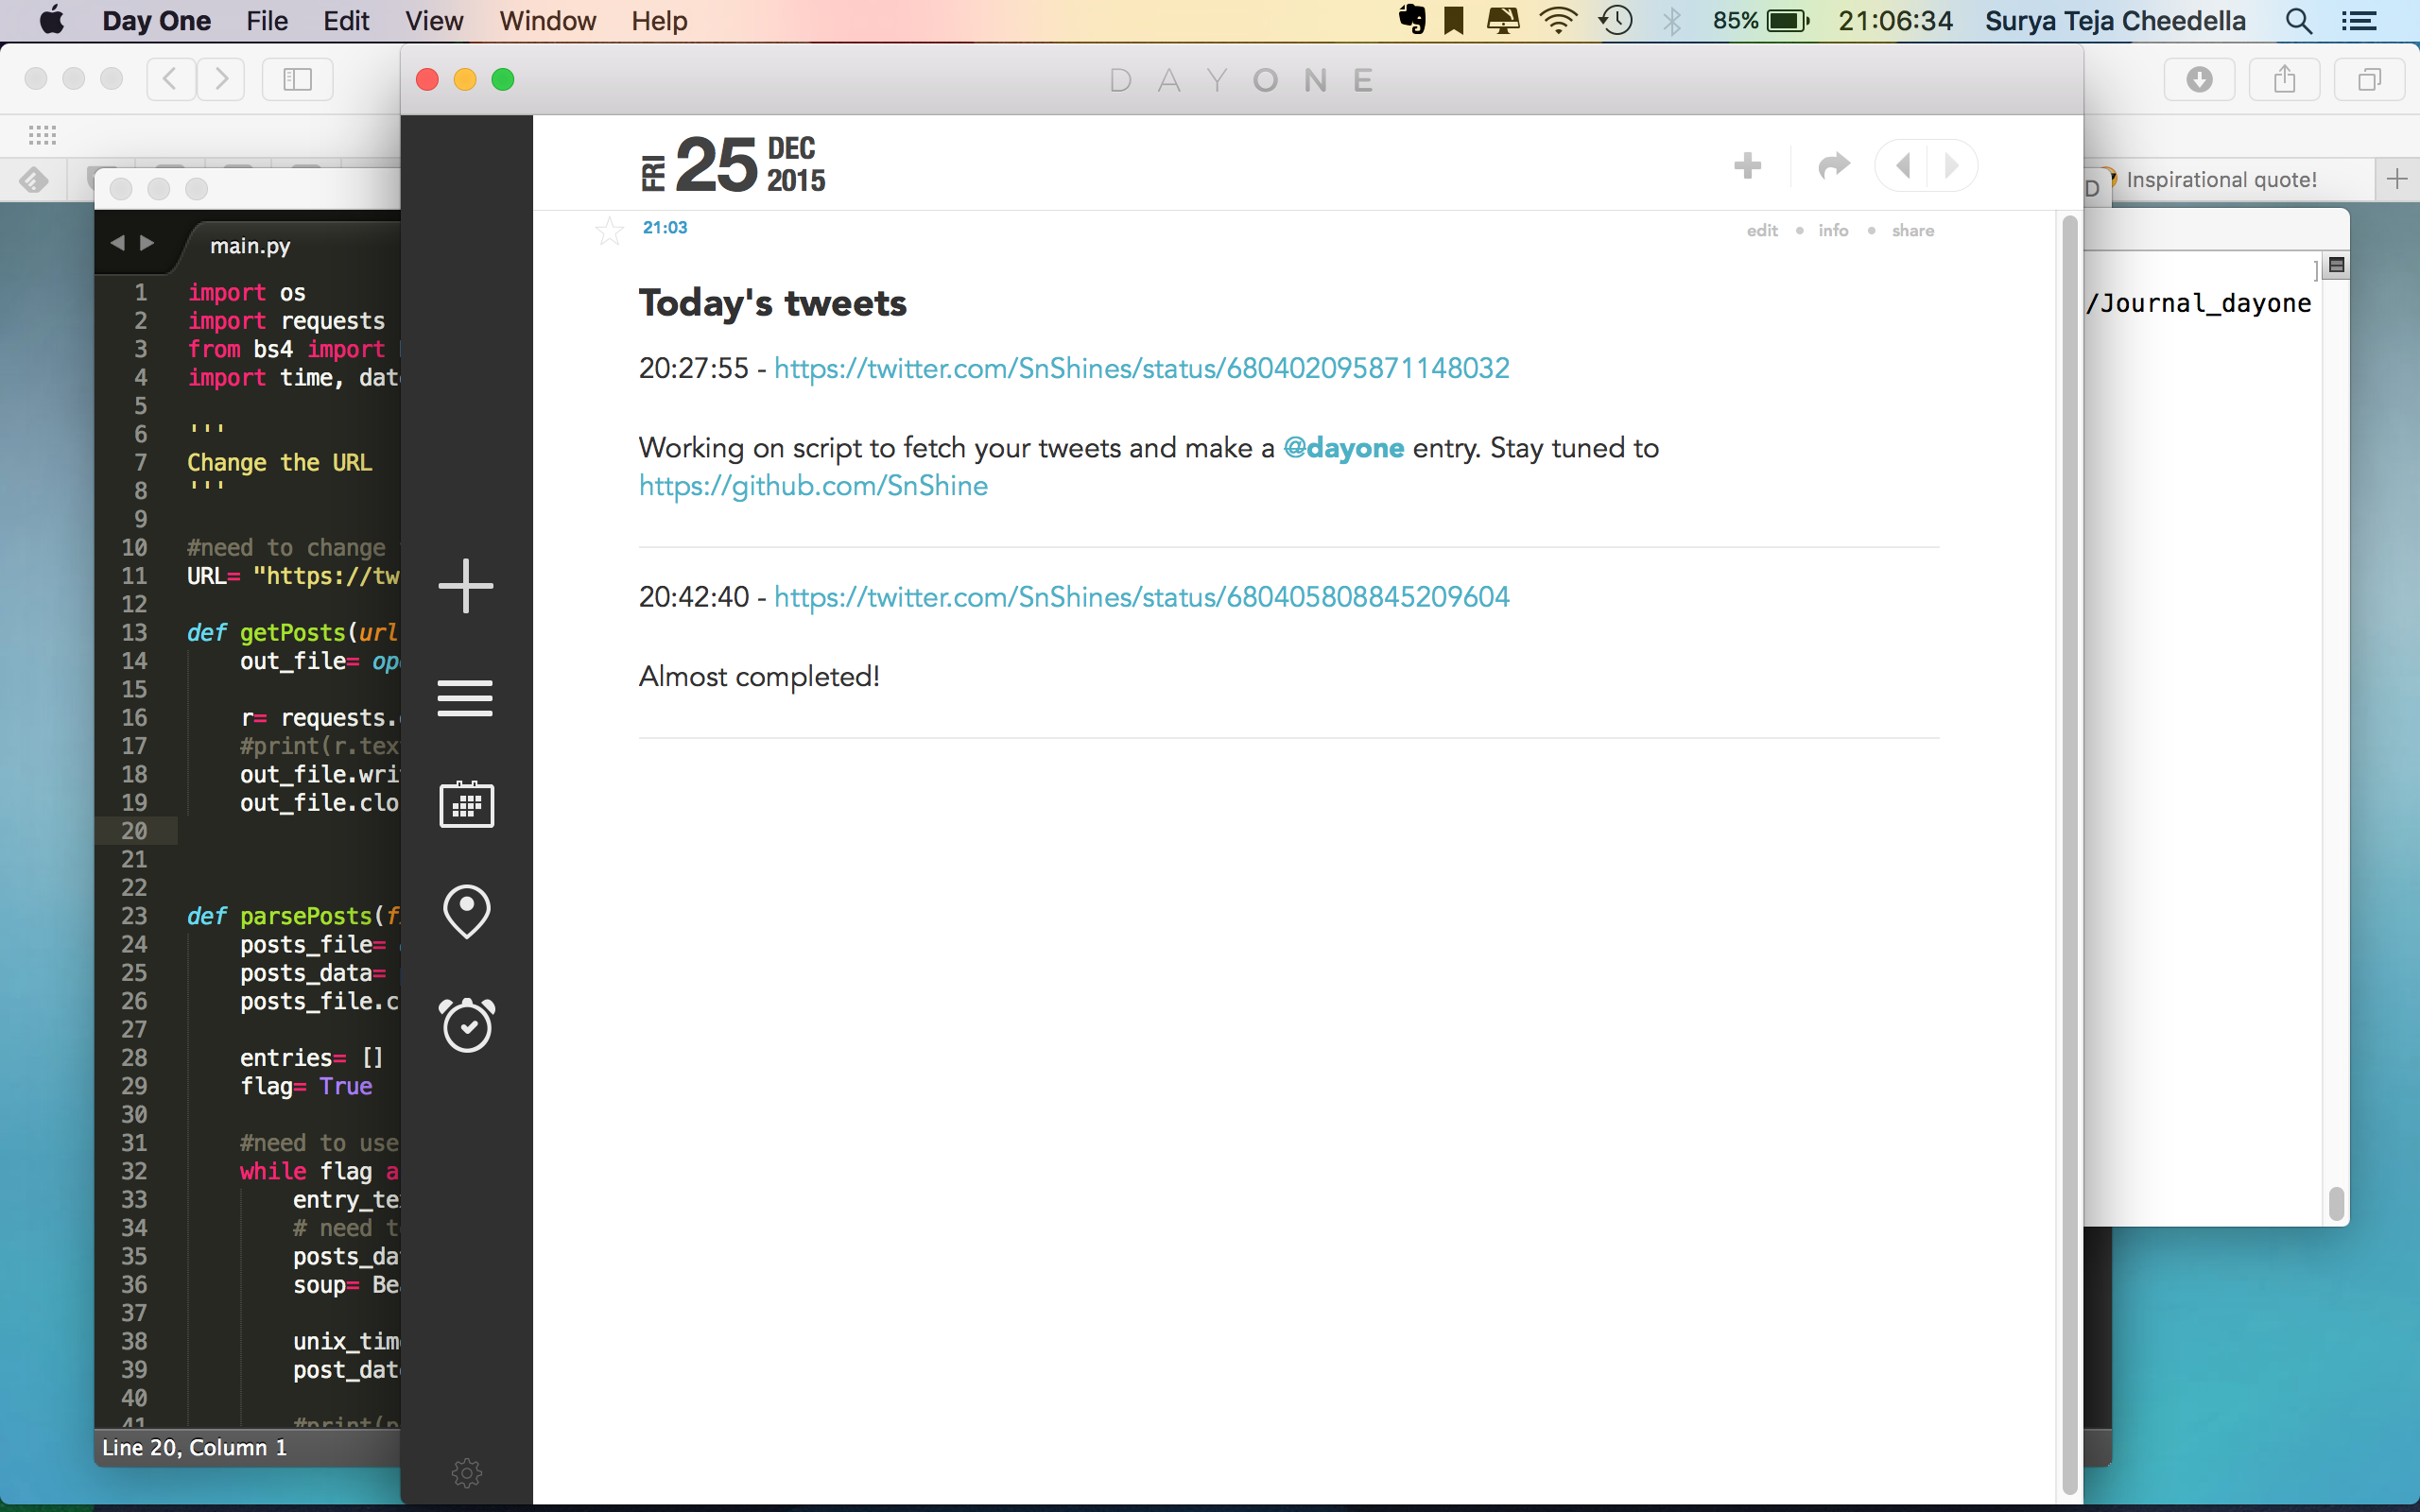 Day One File Edit View Window Help 85% 21:06:34 Surya Teja Cheedella
DAYONE
FRI 25 DEC 2015
21:03
edit • info • share
Today's tweets
20:27:55 - https://twitter.com/SnShines/status/680402095871148032
Working on script to fetch your tweets and make a @dayone entry. Stay tuned to
https://github.com/SnShine
20:42:40 - https://twitter.com/SnShines/status/680405808845209604
Almost completed!
D Inspirational quote!
]
/Journal_dayone
main.py
1 import os
2 import requests
3 from bs4 import
4 import time,
5
6 '''
7 Change the URL
8 '''
9
10 #need to change
11 URL= "https://tw
12
13 def getPosts(url
14 out_file=
15
16 r= requests.
17 #print(r.tex
18 out_file.wri
19 out_file.clo
20
21
22
23 def parsePosts(f
24 posts_file=
25 posts_data=
26 posts_file.c
27
28 entries= []
29 flag= True
30
31 #need to use
32 while flag a
33 entry_te
34 # need t
35 posts_da
36 soup= Be
37
38 unix_tim
39 post_dat
40
41 #print(p
Line 20, Column 1